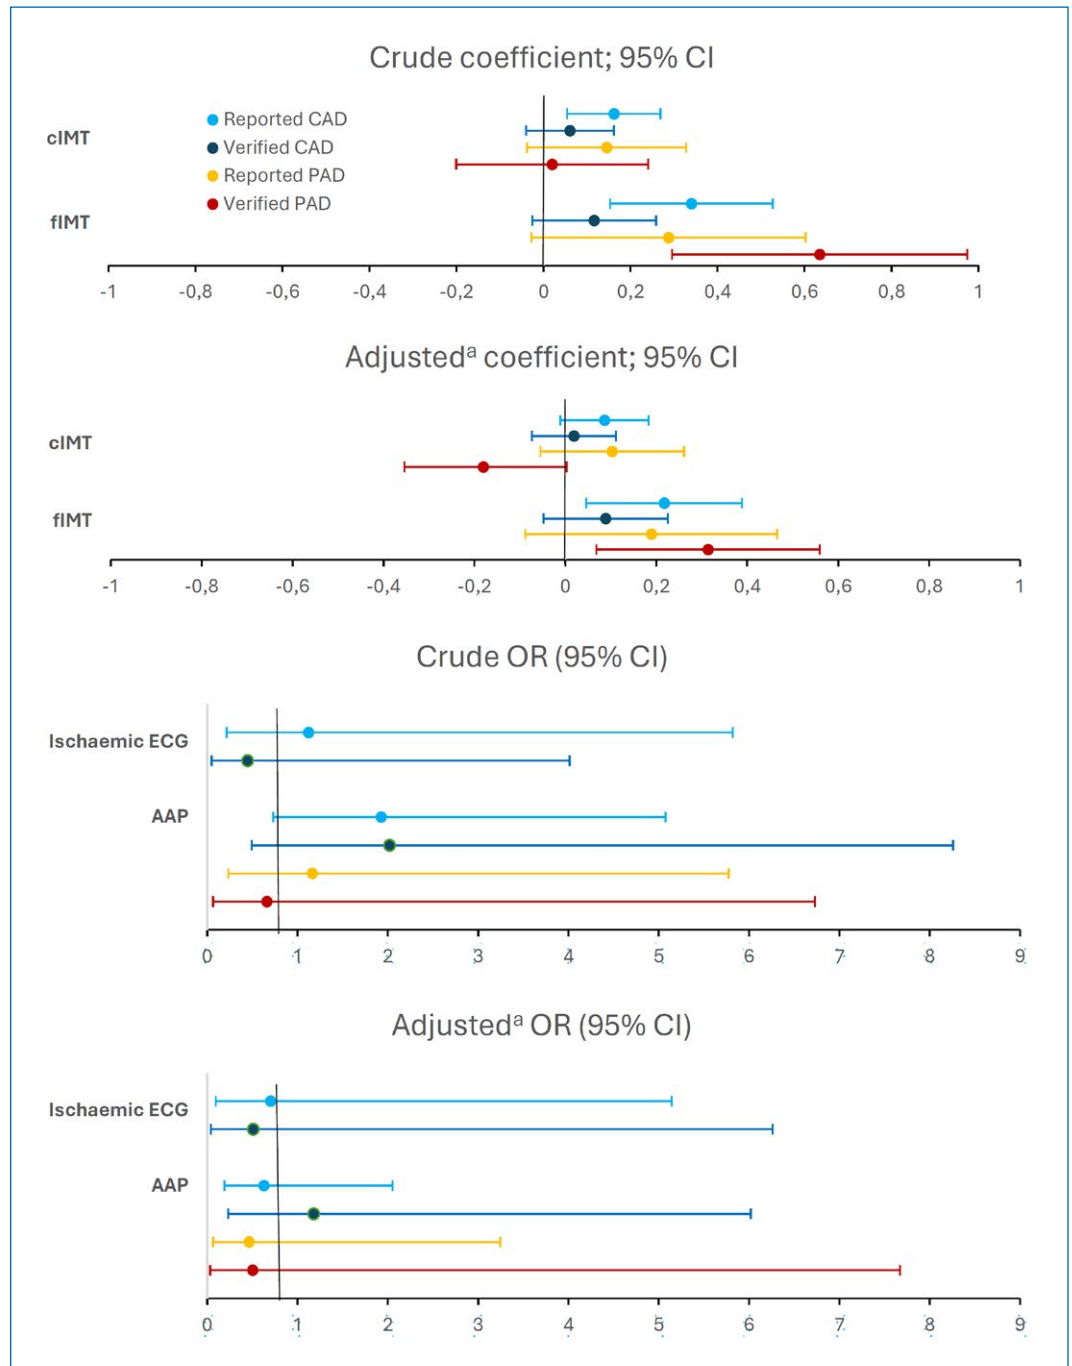 Crude coefficient; 95% CI
Reported CAD
cIMT
Verified CAD
Reported PAD
Verified PAD
fIMT
-1 -0,8 -0,6 -0,4 -0,2 0 0,2 0,4 0,6 0,8 1
Adjustedᵃ coefficient; 95% CI
cIMT
fIMT
-1 -0,8 -0,6 -0,4 -0,2 0 0,2 0,4 0,6 0,8 1
Crude OR (95% CI)
Ischaemic ECG
AAP
0 1 2 3 4 5 6 7 8 9
Adjustedᵃ OR (95% CI)
Ischaemic ECG
AAP
0 1 2 3 4 5 6 7 8 9